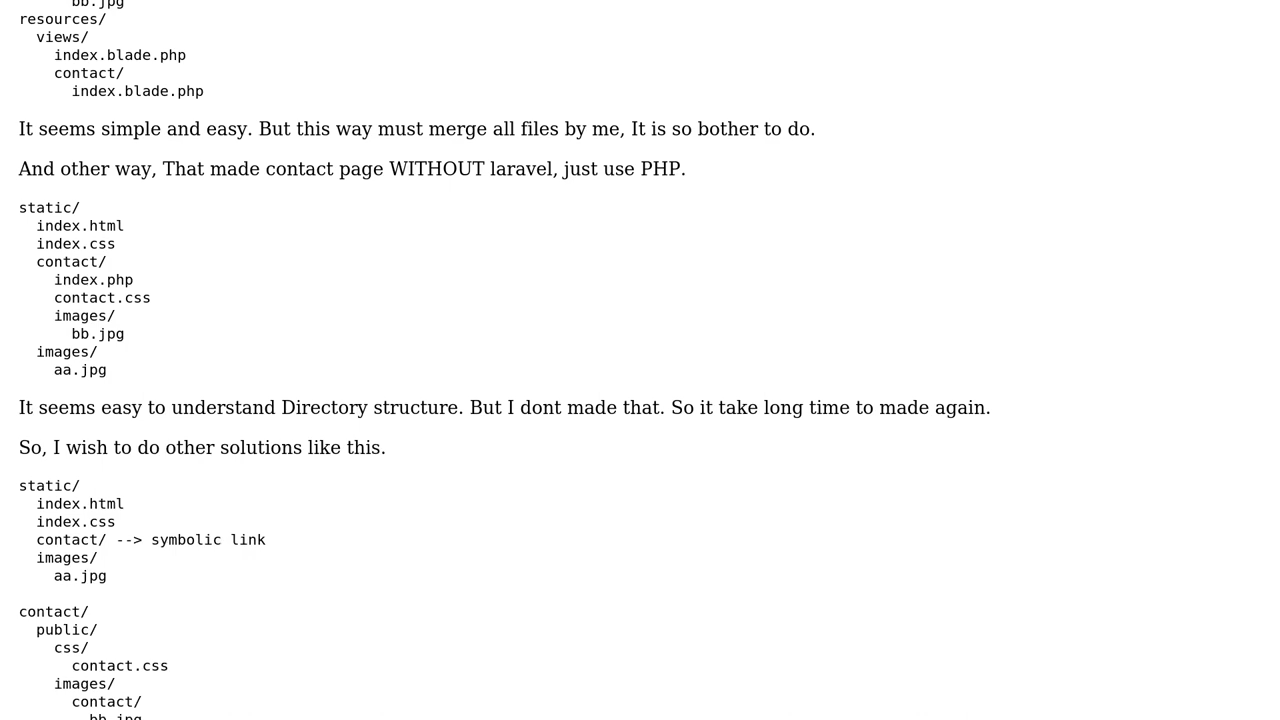 bb.jpg
resources/
  views/
    index.blade.php
    contact/
      index.blade.php
It seems simple and easy. But this way must merge all files by me, It is so bother to do.
And other way, That made contact page WITHOUT laravel, just use PHP.
static/
  index.html
  index.css
  contact/
    index.php
    contact.css
    images/
      bb.jpg
  images/
    aa.jpg
It seems easy to understand Directory structure. But I dont made that. So it take long time to made again.
So, I wish to do other solutions like this.
static/
  index.html
  index.css
  contact/ --> symbolic link
  images/
    aa.jpg
contact/
  public/
    css/
      contact.css
    images/
      contact/
        bb.jpg